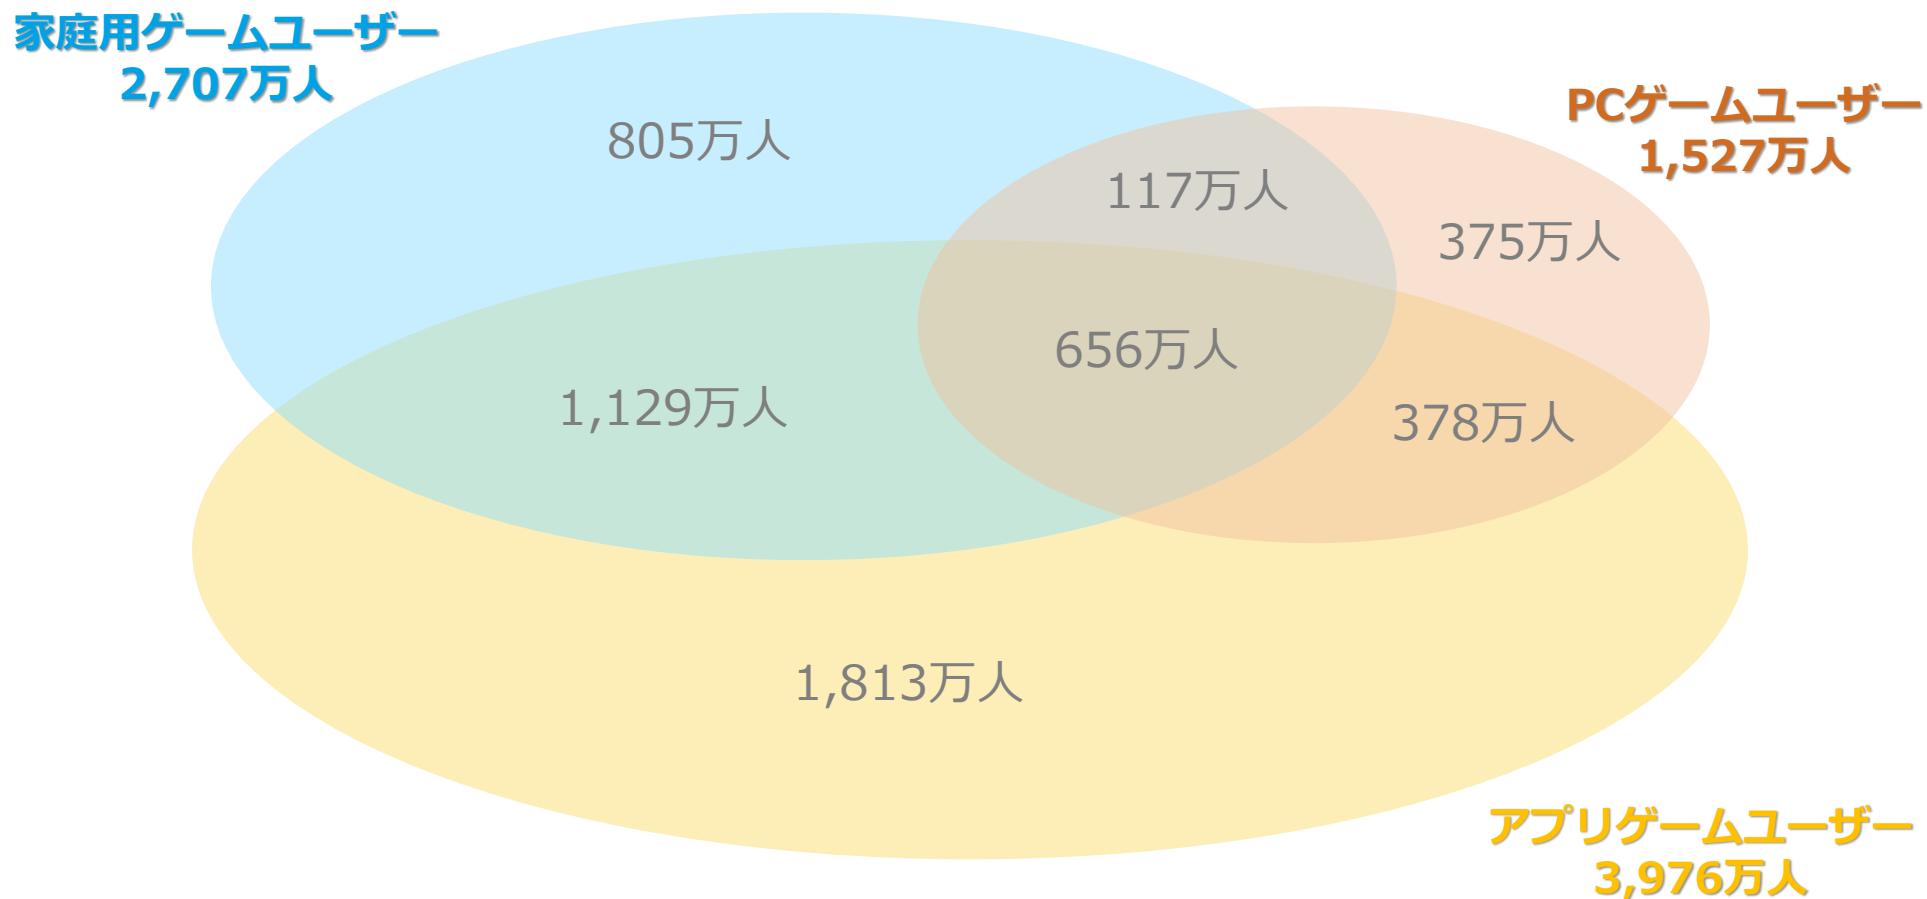 家庭用ゲームユーザー
2,707万人
PCゲームユーザー
1,527万人
805万人
117万人
375万人
656万人
1,129万人
378万人
1,813万人
アプリゲームユーザー
3,976万人